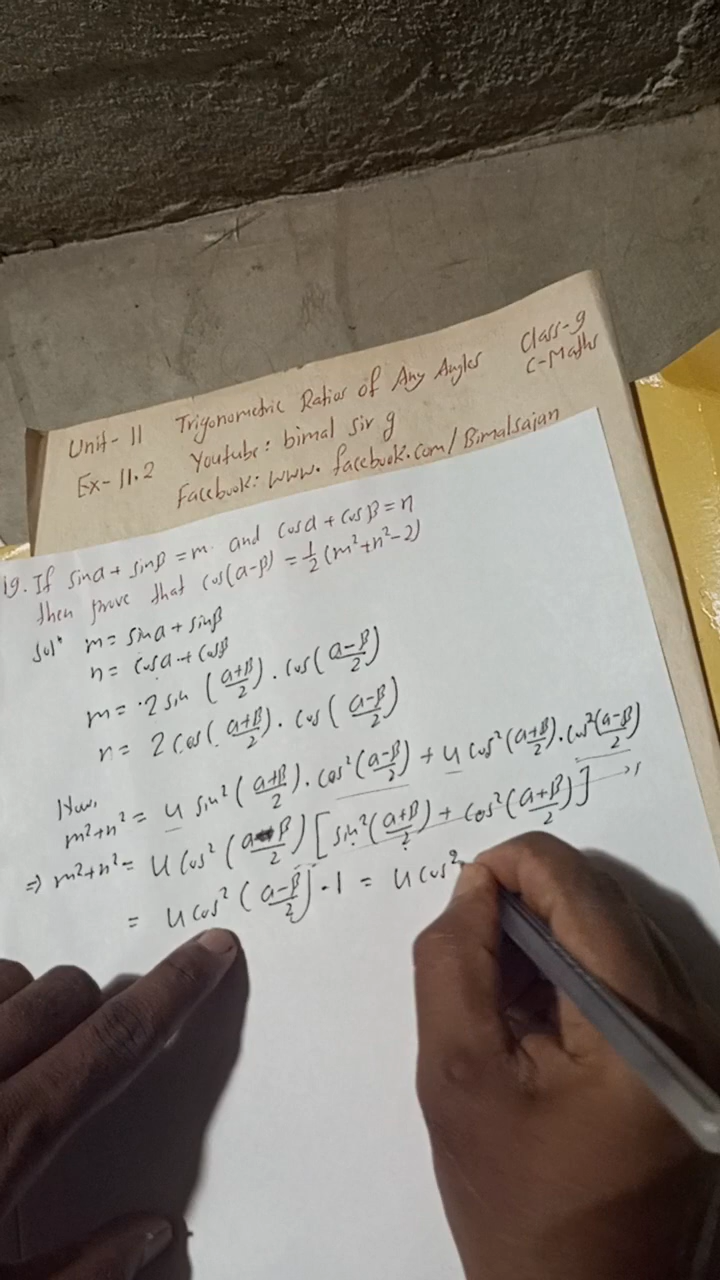 Unit-11 Trigonometric Ratios of Any Angles Class-9
Ex-11.2 Youtube: bimal sir g C-Maths
Facebook: www.facebook.com/Bimalsajan
19. If sinα + sinβ = m and cosα + cosβ = n
then prove that cos(α-β) = 1/2 (m²+n²-2)
Solⁿ m = sinα + sinβ
n = cosα + cosβ
m = 2 sin (α+β/2) . cos (α-β/2)
n = 2 cos (α+β/2) . cos (α-β/2)
Now,
m²+n² = 4 sin² (α+β/2) . cos² (α-β/2) + 4 cos² (α+β/2) . cos² (α-β/2)
⇒ m²+n² = 4 cos² (α-β/2) [sin² (α+β/2) + cos² (α+β/2)] → 1
= 4 cos² (α-β/2) · 1 = 4 cos²